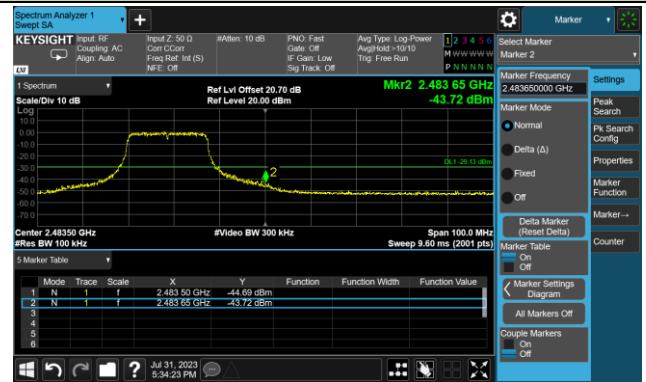 Spectrum Analyzer 1
Swept SA
Marker
KEYSIGHT Input: RF Input Z: 50 Ω #Atten: 10 dB PNO: Fast Avg Type: Log-Power 1 2 3 4 5 6
Coupling: AC Corr CCorr Gate: Off Avg|Hold:>10/10 M W W W W W
Align: Auto Freq Ref: Int (S) IF Gain: Low Trig: Free Run
LXI NFE: Off Sig Track: Off P N N N N N
Select Marker
Marker 2
1 Spectrum
Ref Lvl Offset 20.70 dB Mkr2 2.483 65 GHz
Scale/Div 10 dB Ref Level 20.00 dBm -43.72 dBm
Log
10.0
0.00
-10.0
-20.0
-30.0 DL1 -29.13 dBm
-40.0 2
-50.0
-60.0
-70.0
Center 2.48350 GHz #Video BW 300 kHz Span 100.0 MHz
#Res BW 100 kHz Sweep 9.60 ms (2001 pts)
5 Marker Table
Mode Trace Scale X Y Function Function Width Function Value
1 N 1 f 2.483 50 GHz -44.69 dBm
2 N 1 f 2.483 65 GHz -43.72 dBm
3
4
5
6
Marker Frequency
2.483650000 GHz
Marker Mode
Normal
Delta (Δ)
Fixed
Off
Delta Marker
(Reset Delta)
Marker Table
On
Off
Marker Settings
Diagram
All Markers Off
Couple Markers
On
Off
Settings
Peak
Search
Pk Search
Config
Properties
Marker
Function
Marker→
Counter
? Jul 31, 2023
5:34:23 PM